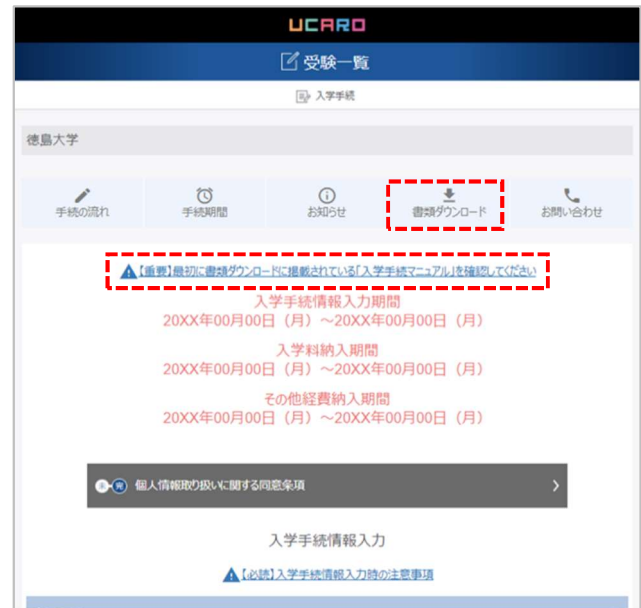 UCARO
受験一覧
入学手続
徳島大学
手続の流れ
手続期間
お知らせ
書類ダウンロード
お問い合わせ
【重要】最初に書類ダウンロードに掲載されている「入学手続マニュアル」を確認してください
入学手続情報入力期間
20XX年00月00日（月）～20XX年00月00日（月）
入学料納入期間
20XX年00月00日（月）～20XX年00月00日（月）
その他経費納入期間
20XX年00月00日（月）～20XX年00月00日（月）
個人情報取り扱いに関する同意条項
入学手続情報入力
【必読】入学手続情報入力時の注意事項